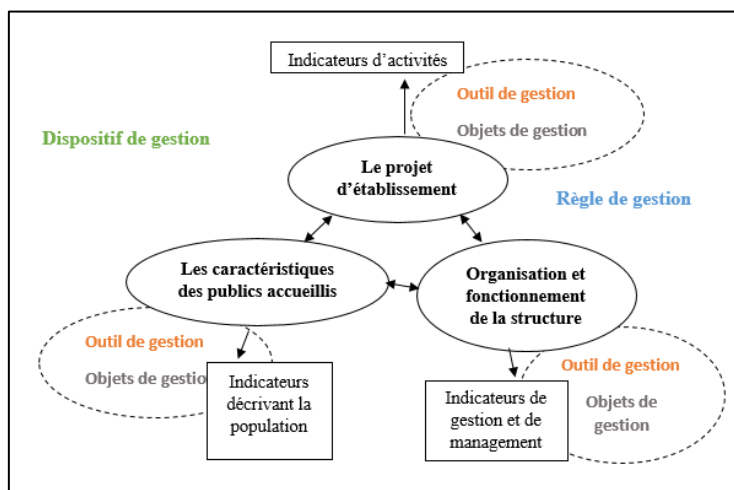 Indicateurs d'activités
Outil de gestion
Objets de gestion
Dispositif de gestion
Le projet
d'établissement
Règle de gestion
Les caractéristiques
des publics accueillis
Organisation et
fonctionnement
de la structure
Outil de gestion
Objets de gestio
Indicateurs
décrivant la
population
Indicateurs de
gestion et de
management
Outil de gestion
Objets de
gestion